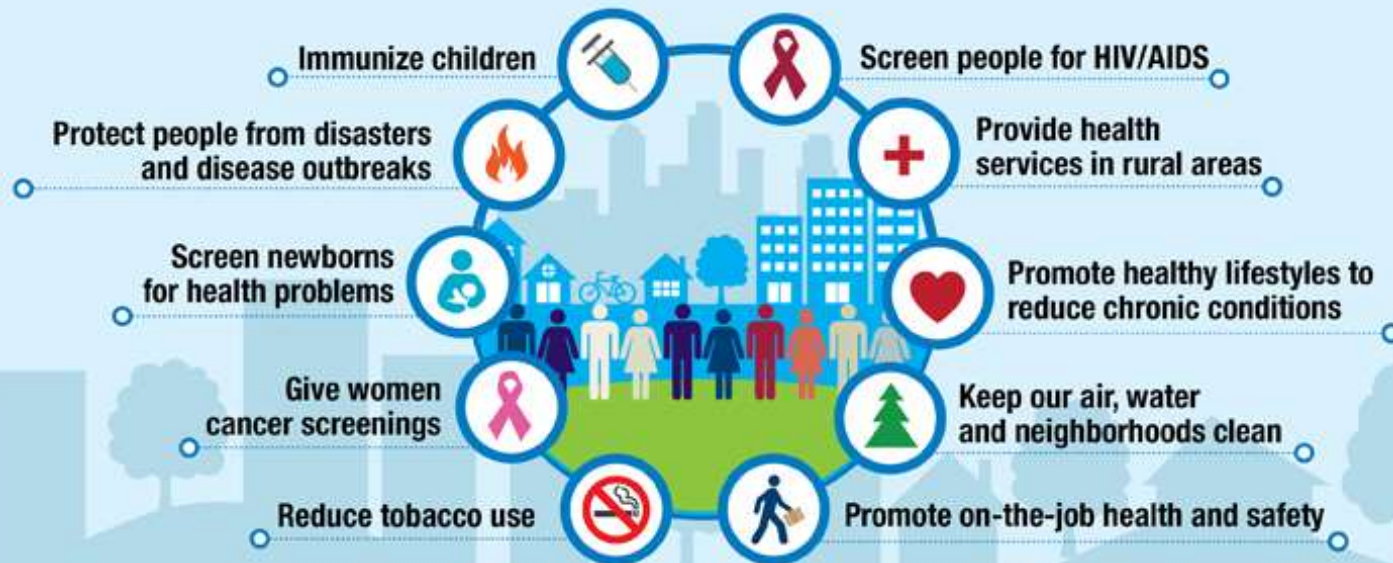 Immunize children
Screen people for HIV/AIDS
Protect people from disasters
and disease outbreaks
Provide health
services in rural areas
Screen newborns
for health problems
Promote healthy lifestyles to
reduce chronic conditions
Give women
cancer screenings
Keep our air, water
and neighborhoods clean
Reduce tobacco use
Promote on-the-job health and safety